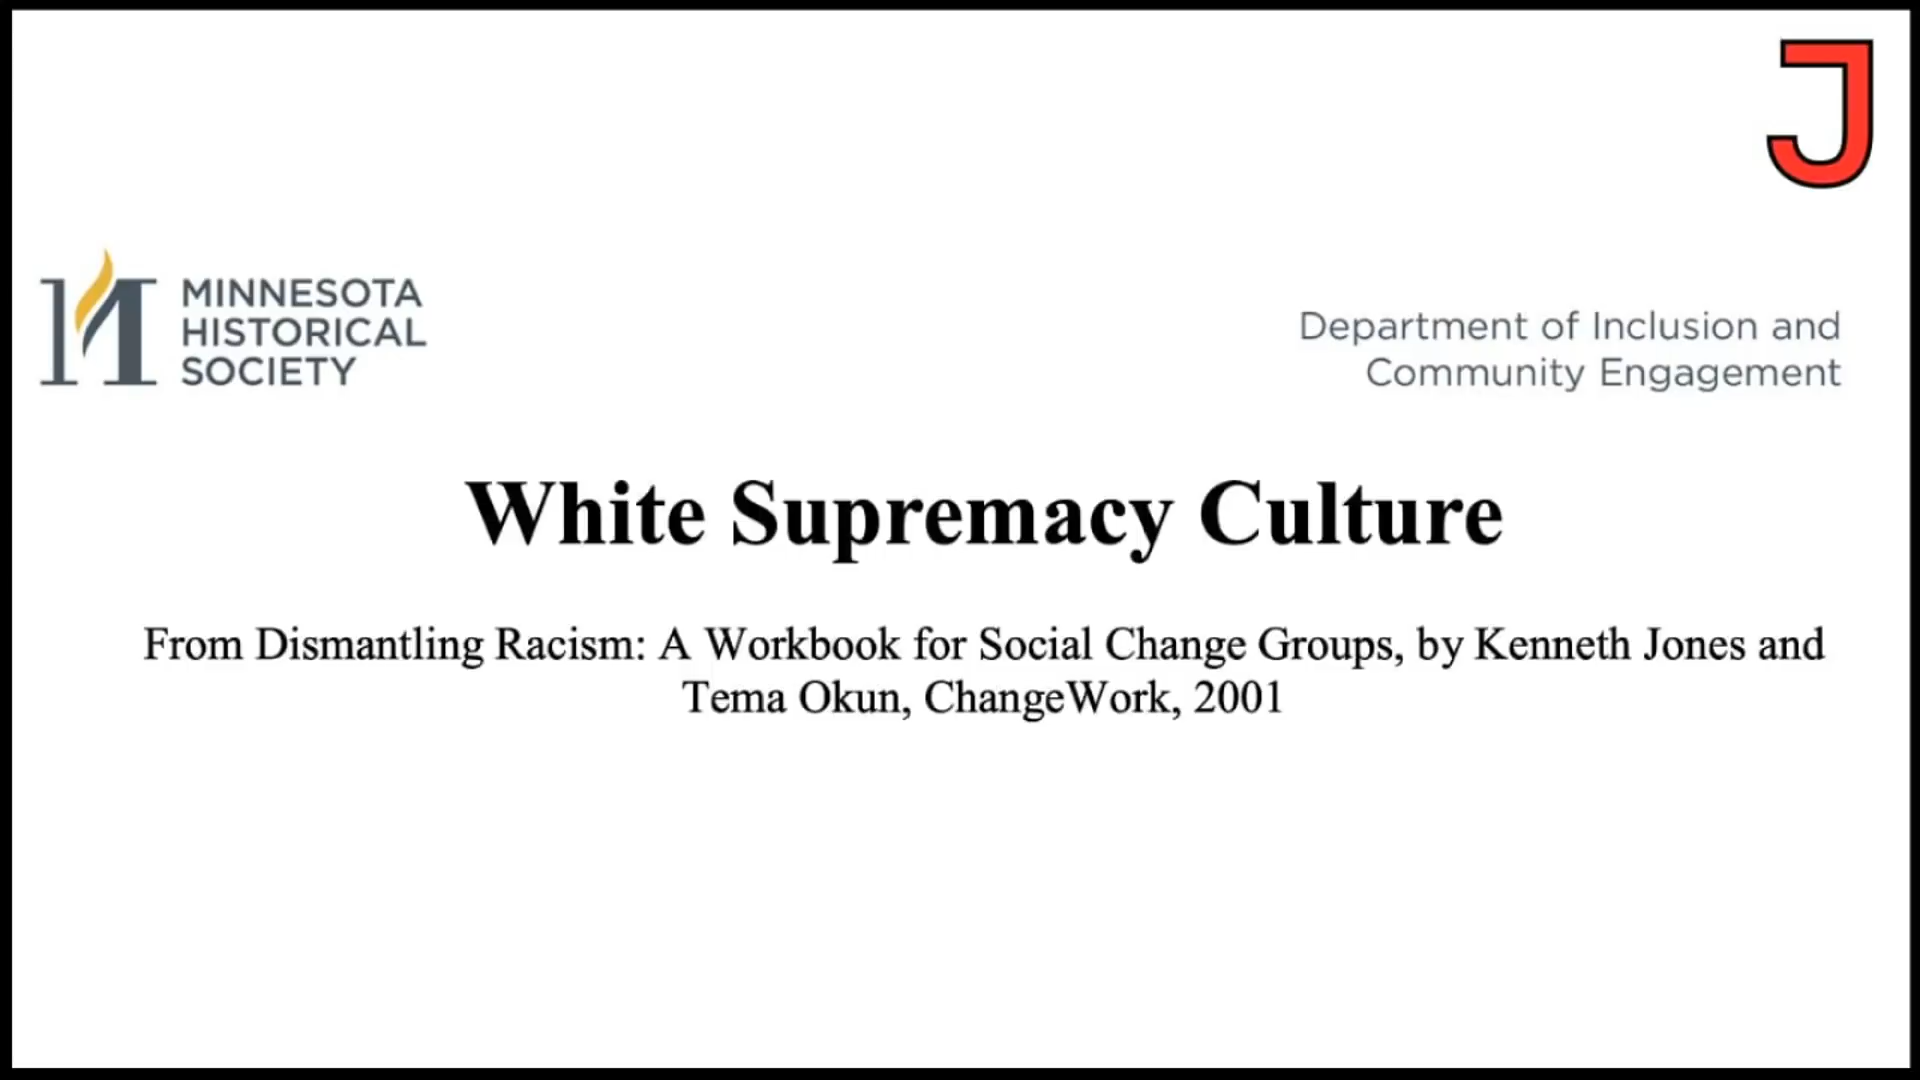 J
MINNESOTA
HISTORICAL
SOCIETY
Department of Inclusion and
Community Engagement
White Supremacy Culture
From Dismantling Racism: A Workbook for Social Change Groups, by Kenneth Jones and
Tema Okun, ChangeWork, 2001